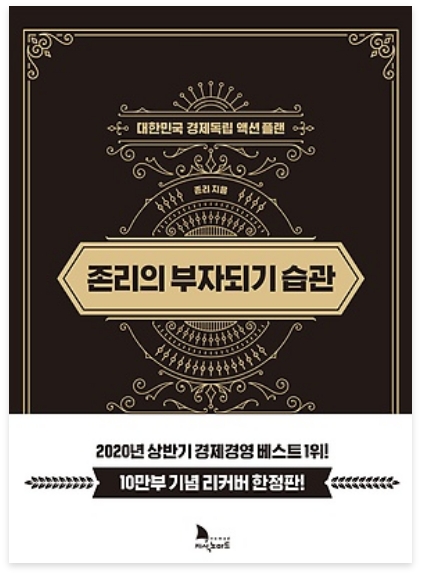 대한민국 경제독립 액션 플랜
존리 지음
존리의 부자되기 습관
2020년 상반기 경제경영 베스트 1위!
10만부 기념 리커버 한정판!
지식노마드